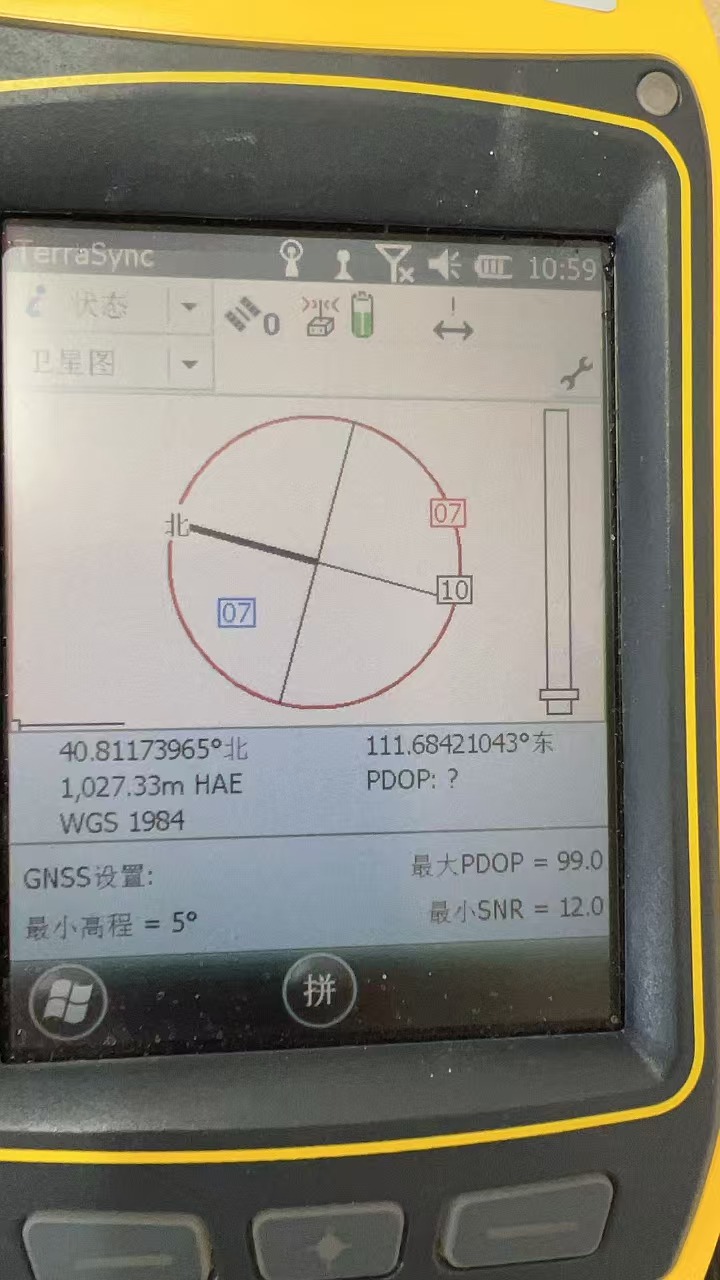 TerraSync 10:59
状态 0
卫星图
07
北
10
07
40.81173965°北 111.68421043°东
1,027.33m HAE PDOP: ?
WGS 1984
GNSS设置: 最大PDOP = 99.0
最小高程 = 5° 最小SNR = 12.0
拼